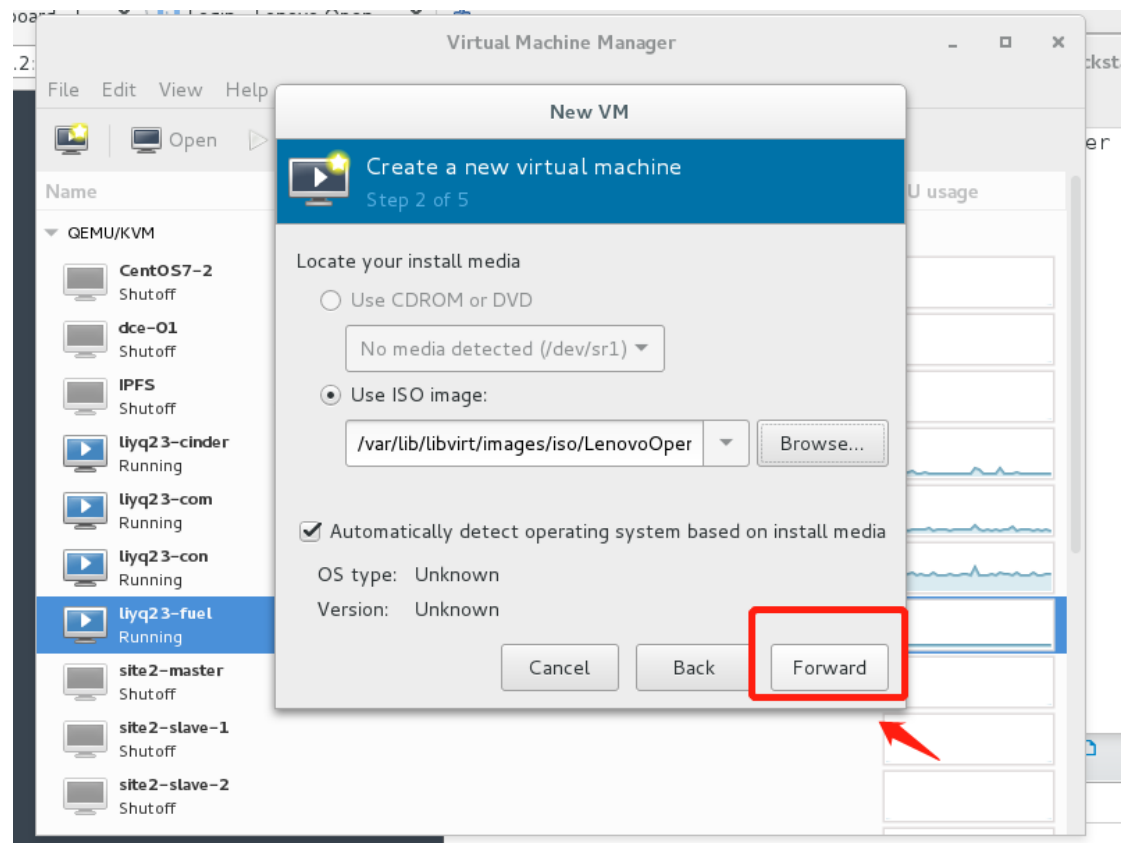 Virtual Machine Manager
File Edit View Help
Open
Name
U usage
QEMU/KVM
CentOS7-2
Shutoff
dce-01
Shutoff
IPFS
Shutoff
liyq23-cinder
Running
liyq23-com
Running
liyq23-con
Running
liyq23-fuel
Running
site2-master
Shutoff
site2-slave-1
Shutoff
site2-slave-2
Shutoff
New VM
Create a new virtual machine
Step 2 of 5
Locate your install media
Use CDROM or DVD
No media detected (/dev/sr1)
Use ISO image:
/var/lib/libvirt/images/iso/LenovoOper
Browse...
Automatically detect operating system based on install media
OS type: Unknown
Version: Unknown
Cancel Back Forward
.2:
ckst
er